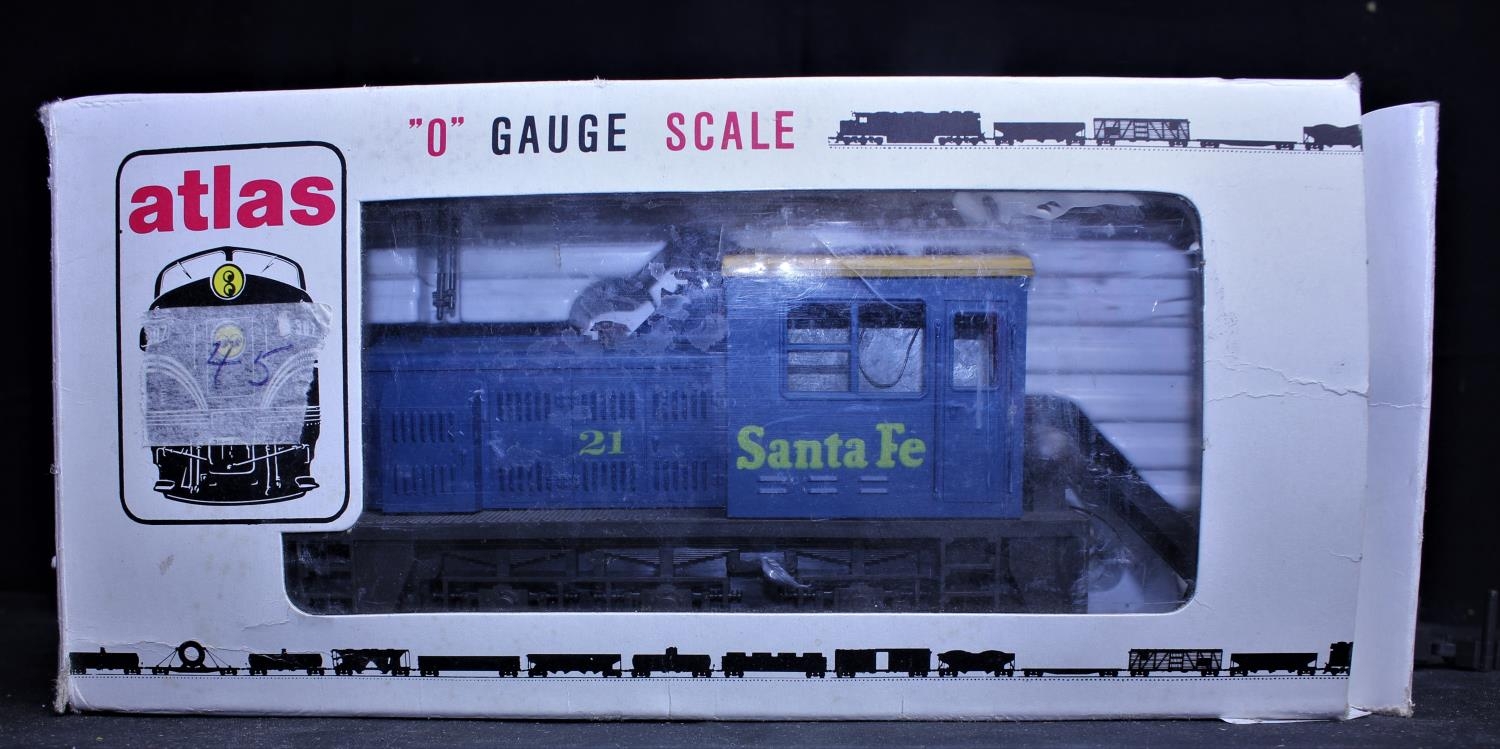 "O" GAUGE SCALE
atlas
45
21
Santa Fe